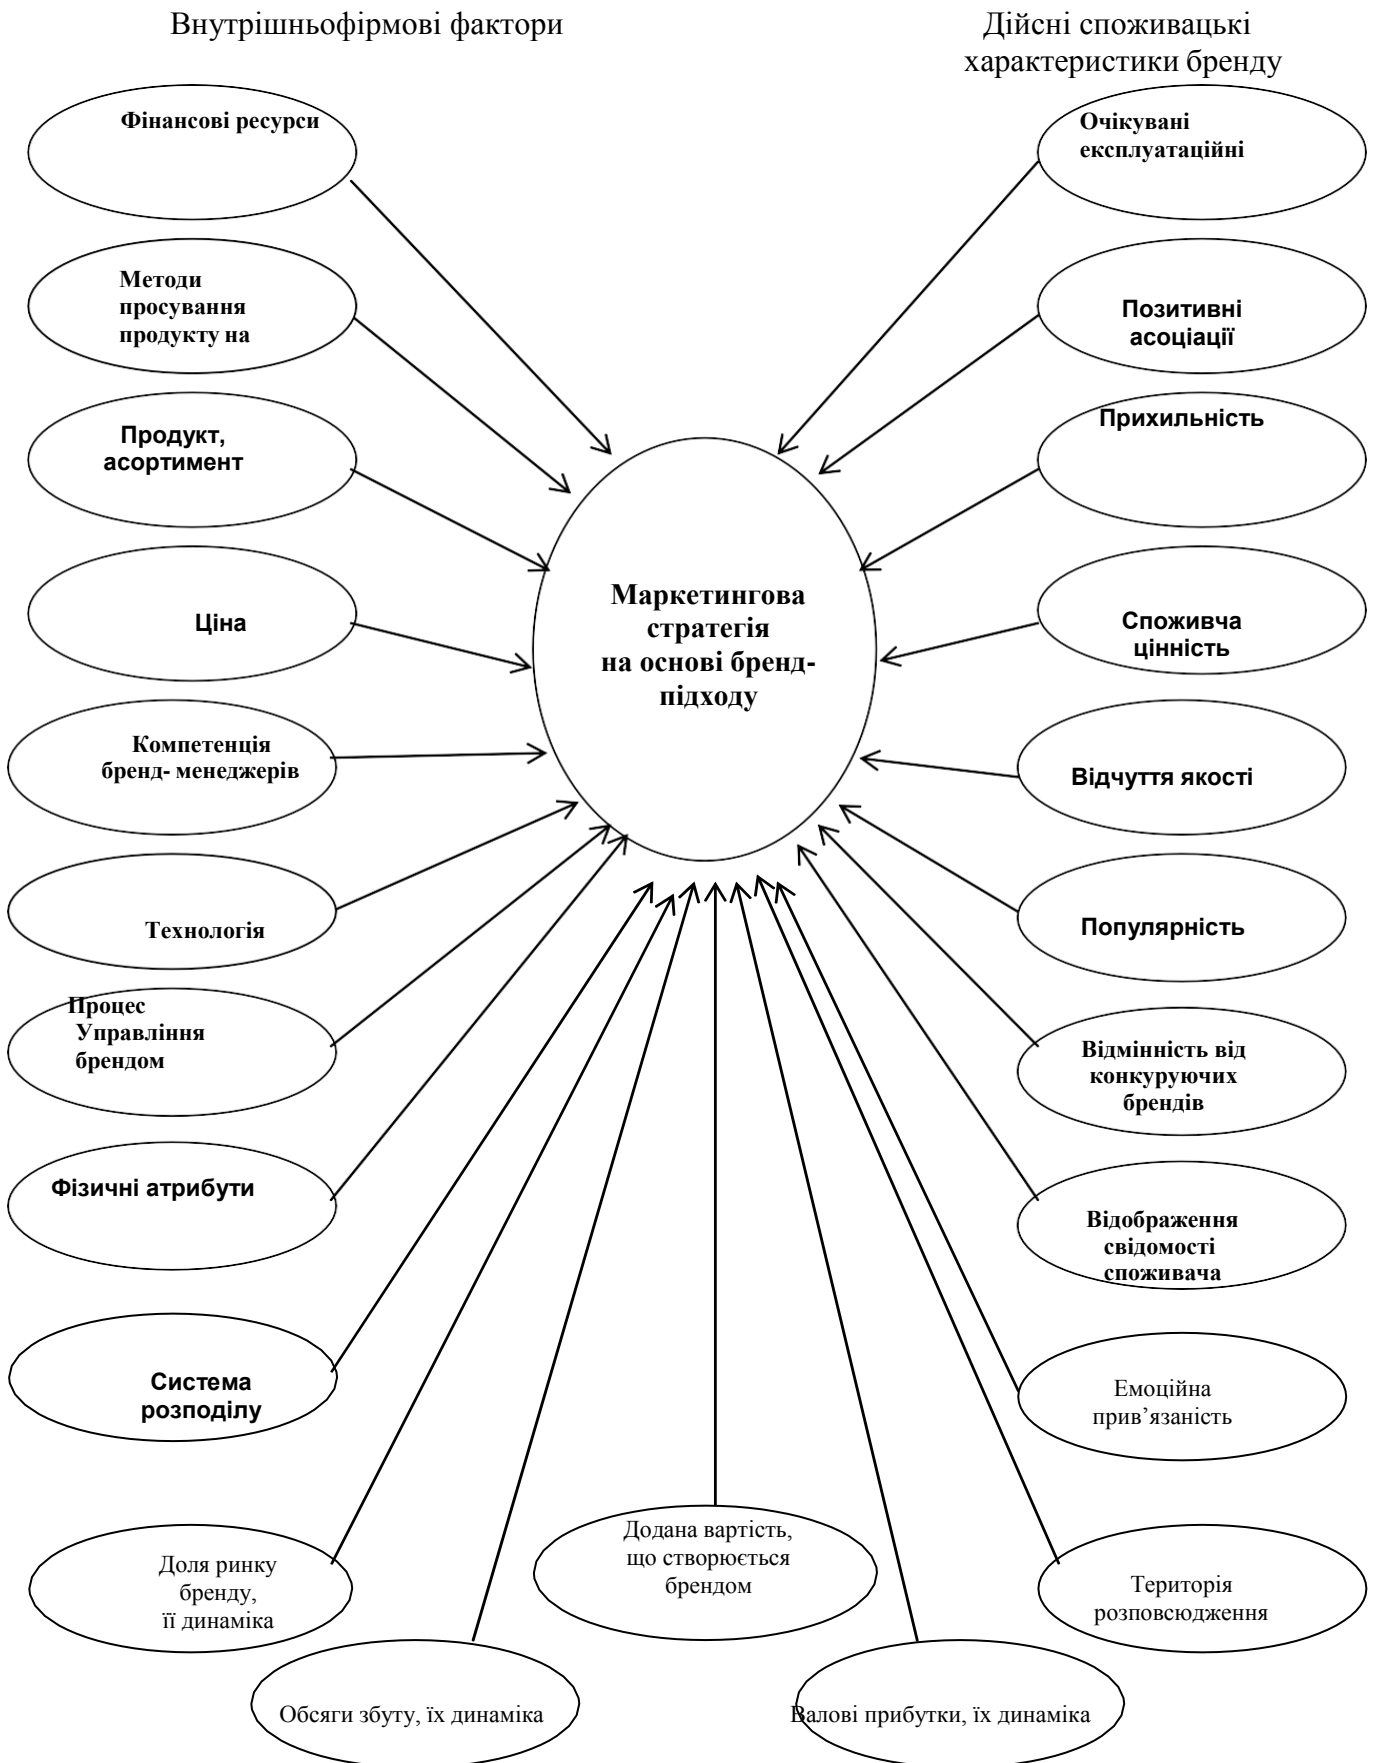 Внутрішньофірмові фактори
Дійсні споживацькі
характеристики бренду
Фінансові ресурси
Методи
просування
продукту на
Продукт,
асортимент
Ціна
Компетенція
бренд- менеджерів
Технологія
Процес
Управління
брендом
Фізичні атрибути
Система
розподілу
Доля ринку
бренду,
її динаміка
Обсяги збуту, їх динаміка
Маркетингова
стратегія
на основі бренд-
підходу
Додана вартість,
що створюється
брендом
Очікувані
експлуатаційні
Позитивні
асоціації
Прихильність
Споживча
цінність
Відчуття якості
Популярність
Відмінність від
конкуруючих
брендів
Відображення
свідомості
споживача
Емоційна
прив’язаність
Територія
розповсюдження
Валові прибутки, їх динаміка